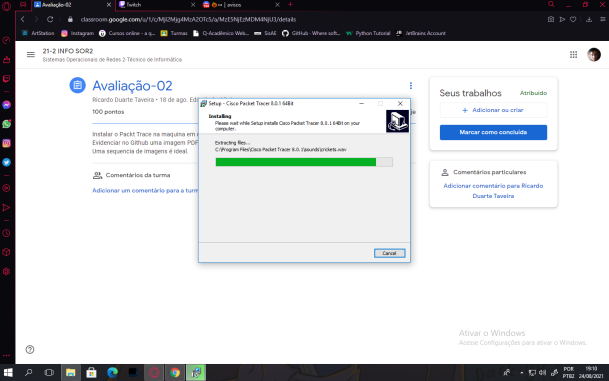 Avaliação-02
Twitch
avisos
classroom.google.com/u/1/c/MjI2Mjg4MzA2OTc5/a/MzE5NjEzMDM4NjU3/details
ArtStation
Instagram
Cursos online - a q...
Turmas
Q-Acadêmico Web...
SUAE
GitHub - Where soft...
Python Tutorial
JetBrains Account
21-2 INFO SOR2
Sistemas Operacionais de Redes 2-Técnico de Informática
Avaliação-02
Ricardo Duarte Taveira • 18 de ago.
100 pontos
Instalar o Packt Trace na maquina em
Evidenciar no Github uma imagem PDF
Uma sequencia de imagens é ideal.
Comentários da turma
Adicionar um comentário para a turm
Setup - Cisco Packet Tracer 8.0.1 64Bit
Installing
Please wait while Setup installs Cisco Packet Tracer 8.0.1 64Bit on your
computer.
Extracting files...
C:\Program Files\Cisco Packet Tracer 8.0.1\sounds\crickets.wav
Cancel
Seus trabalhos
Atribuído
+ Adicionar ou criar
Marcar como concluída
Comentários particulares
Adicionar comentário para Ricardo
Duarte Taveira
Ativar o Windows
Acesse Configurações para ativar o Windows.
POR
PTB2
19:10
24/08/2021